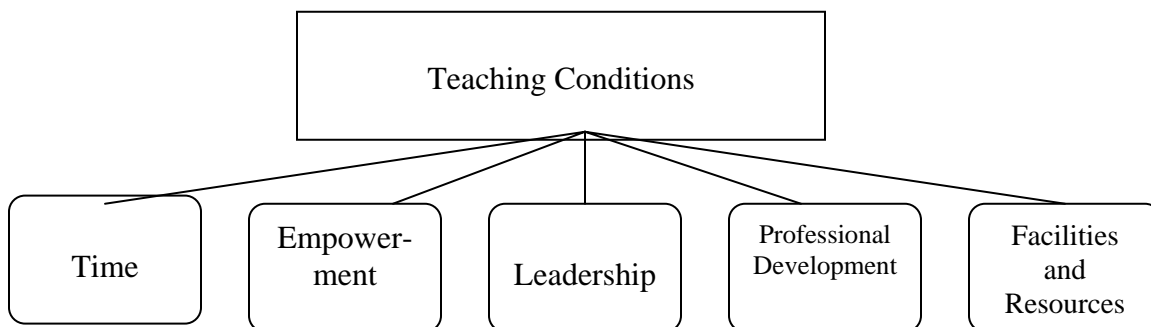 Teaching Conditions
Time
Empower-
ment
Leadership
Professional
Development
Facilities
and
Resources